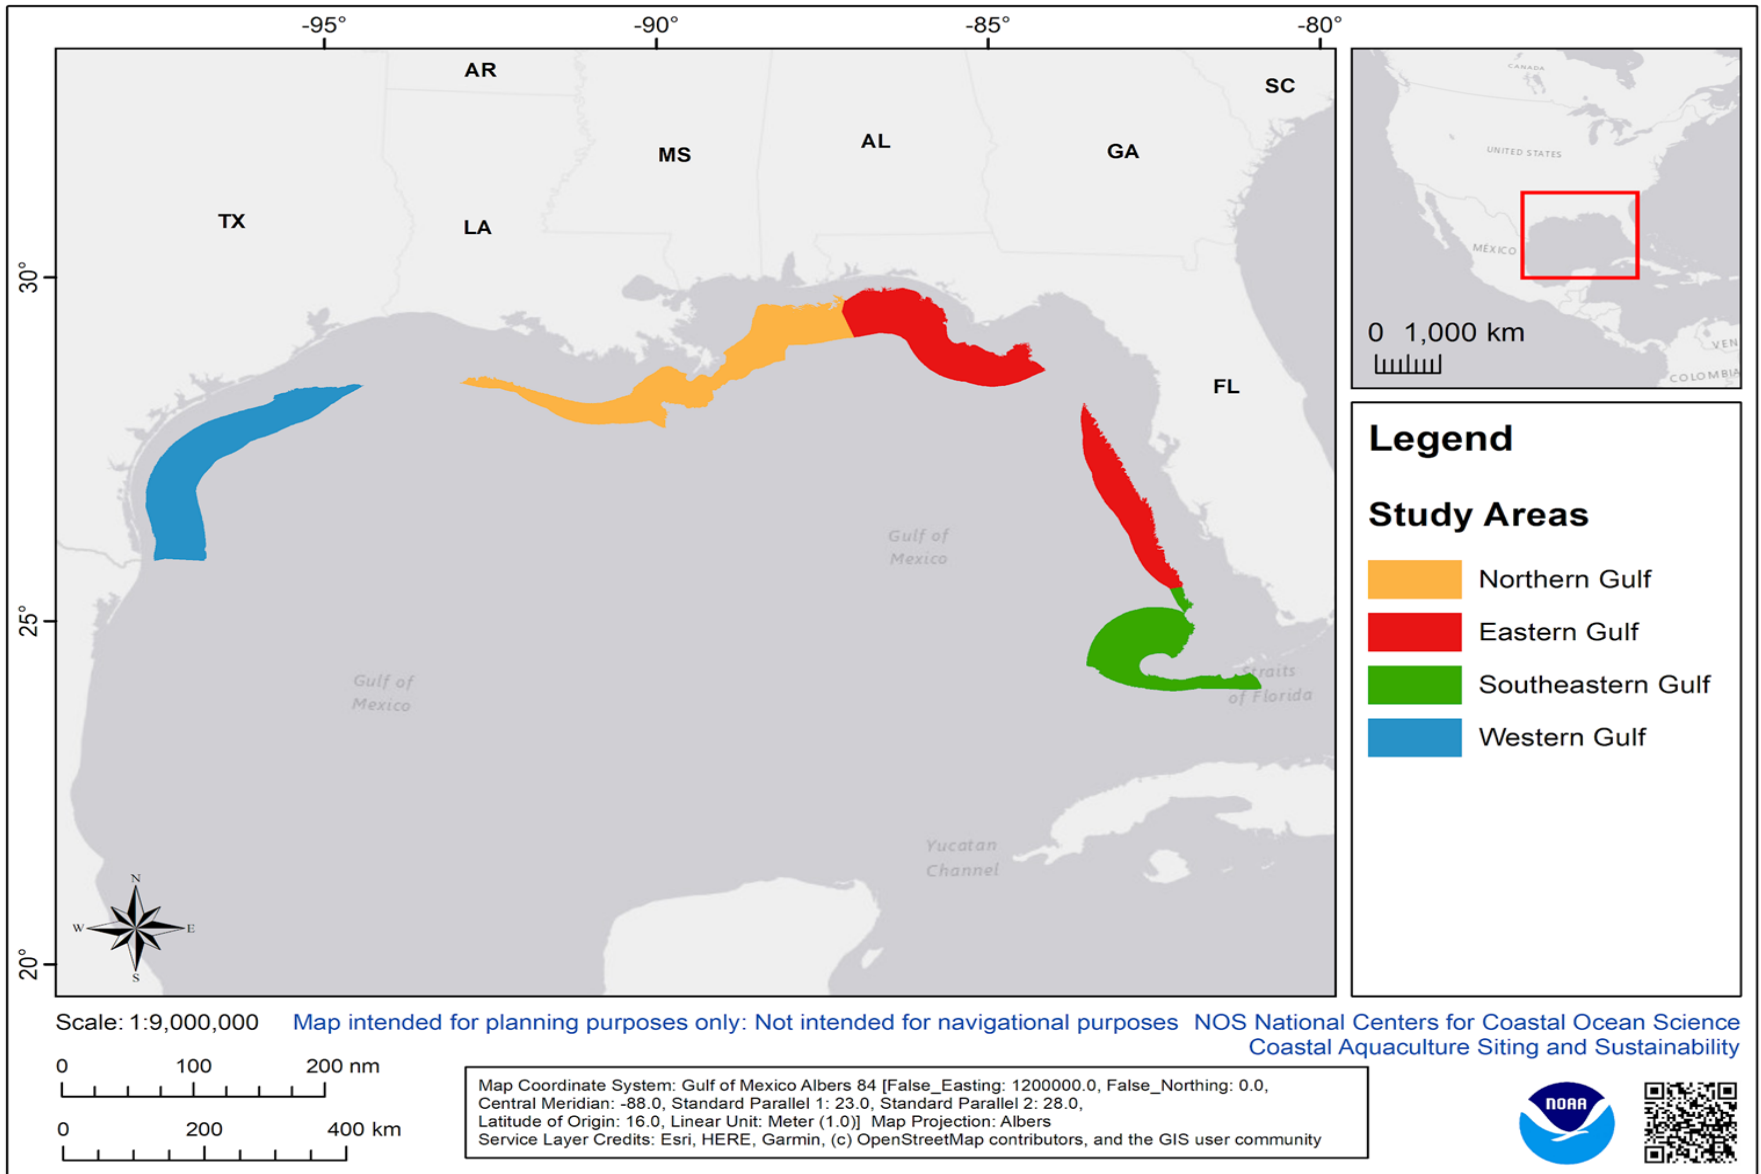 -95°
-90°
-85°
-80°
30°
25°
20°
AR
SC
MS
AL
GA
TX
LA
FL
Gulf of
Mexico
Gulf of
Mexico
Straits
of Florida
Yucatan
Channel
N
W
E
S
CANADA
UNITED STATES
MÉXICO
VEN
COLOMBIA
0 1,000 km
Legend
Study Areas
Northern Gulf
Eastern Gulf
Southeastern Gulf
Western Gulf
Scale: 1:9,000,000
Map intended for planning purposes only: Not intended for navigational purposes
NOS National Centers for Coastal Ocean Science
Coastal Aquaculture Siting and Sustainability
0 100 200 nm
0 200 400 km
Map Coordinate System: Gulf of Mexico Albers 84 [False_Easting: 1200000.0, False_Northing: 0.0,
Central Meridian: -88.0, Standard Parallel 1: 23.0, Standard Parallel 2: 28.0,
Latitude of Origin: 16.0, Linear Unit: Meter (1.0)] Map Projection: Albers
Service Layer Credits: Esri, HERE, Garmin, (c) OpenStreetMap contributors, and the GIS user community
NOAA